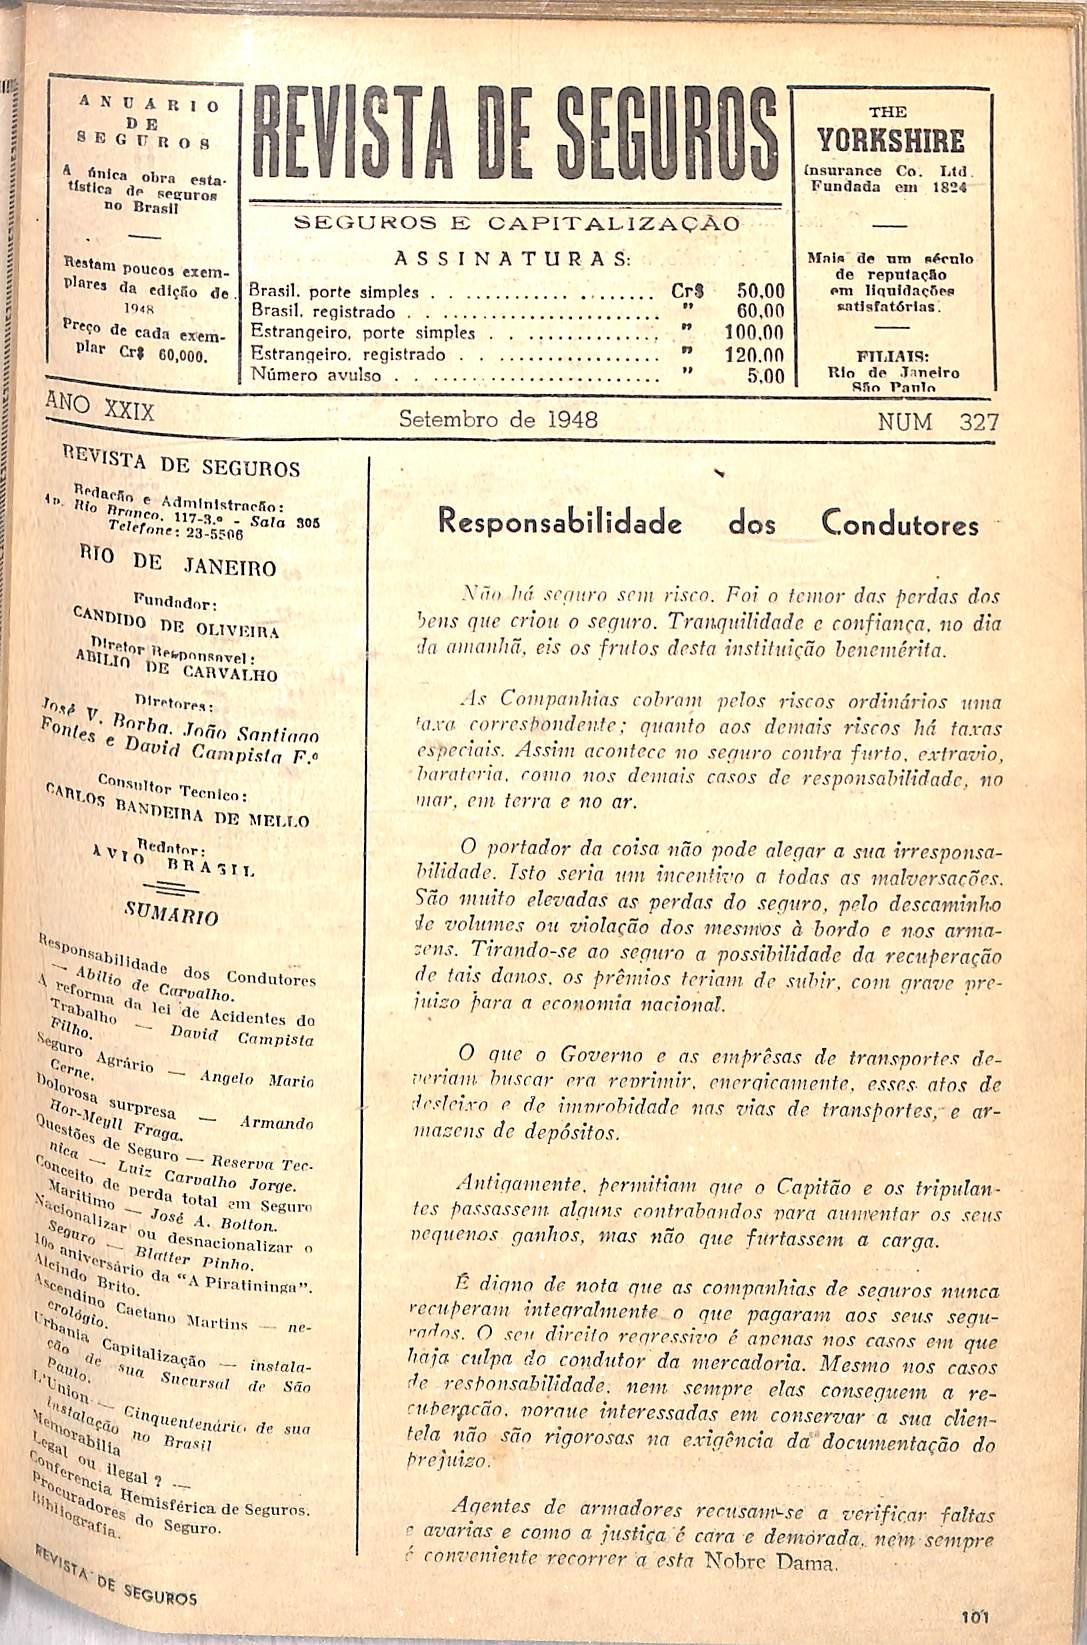 ANUARIO
DE
SEGUROS
A única obra esta-
tística de seguros
no Brasil
Restam poucos exem-
plares da edição de
1948
Preço de cada exem-
plar Cr$ 60,000.
REVISTA DE SEGUROS
SEGUROS E CAPITALIZAÇÃO
ASSINATURAS:
Brasil, porte simples . . . . . . . . . . . . . . . . . . . . . Cr$ 50,00
Brasil, registrado . . . . . . . . . . . . . . . . . . . . . . . . . " 60,00
Estrangeiro, porte simples . . . . . . . . . . . . . . . . . " 100,00
Estrangeiro, registrado . . . . . . . . . . . . . . . . . . . . " 120,00
Número avulso . . . . . . . . . . . . . . . . . . . . . . . . . . " 5,00
THE
YORKSHIRE
Insurance Co. Ltd.
Fundada em 1824
Mais de um século
de reputação
em liquidações
satisfatórias.
FILIAIS:
Rio de Janeiro
São Paulo
ANO XXIX Setembro de 1948 NUM 327
REVISTA DE SEGUROS
Redação e Administração:
Av. Rio Branco, 117-3.º - Sala 305
Telefone: 23-5506
RIO DE JANEIRO
Fundador:
CANDIDO DE OLIVEIRA
Diretor Responsavel:
ABILIO DE CARVALHO
Diretores:
José V. Borba, João Santiago
Fontes e David Campista F.º
Consultor Tecnico:
CARLOS BANDEIRA DE MELLO
Redator:
AVIO BRASIL
SUMARIO
Responsabilidade dos Condutores
— Abílio de Carvalho.
A reforma da lei de Acidentes do
Trabalho — David Campista
Filho.
Seguro Agrário — Angelo Mario
Cerne.
Dolorosa surpresa — Armando
Hor-Meyll Fraga.
Questões de Seguro — Reserva Tec-
nica — Luiz Carvalho Jorge.
Conceito de perda total em Seguro
Maritimo — José A. Botton.
Nacionalizar ou desnacionalizar o
Seguro — Blatter Pinho.
10o aniversário da "A Piratininga".
Alcindo Brito.
Ascendino Caetano Martins — ne-
crológio.
Urbania Capitalização — instala-
ção de sua Sucursal de São
Paulo.
L'Union — Cinquentenário de sua
instalação no Brasil
Memorabilia
Legal ou ilegal ? —
Conferencia Hemisférica de Seguros.
Procuradores do Seguro.
Bibliografia.
Responsabilidade dos Condutores
Não há seguro sem risco. Foi o temor das perdas dos
bens que criou o seguro. Tranquilidade e confiança, no dia
da amanhã, eis os frutos desta instituição benemérita.
As Companhias cobram pelos riscos ordinários uma
taxa correspondente; quanto aos demais riscos há taxas
especiais. Assim acontece no seguro contra furto, extravio,
barateria, como nos demais casos de responsabilidade, no
mar, em terra e no ar.
O portador da coisa não pode alegar a sua irresponsa-
bilidade. Isto seria um incentivo a todas as malversações.
São muito elevadas as perdas do seguro, pelo descaminho
de volumes ou violação dos mesmos à bordo e nos arma-
zens. Tirando-se ao seguro a possibilidade da recuperação
de tais danos, os prêmios teriam de subir, com grave pre-
juizo para a economia nacional.
O que o Governo e as emprêsas de transportes de-
veriam buscar era reprimir, energicamente, esses atos de
desleixo e de improbidade nas vias de transportes, e ar-
mazens de depósitos.
Antigamente, permitiam que o Capitão e os tripulan-
tes passassem alguns contrabandos para aumentar os seus
pequenos ganhos, mas não que furtassem a carga.
É digno de nota que as companhias de seguros nunca
recuperam integralmente o que pagaram aos seus segu-
rados. O seu direito regressivo é apenas nos casos em que
haja culpa do condutor da mercadoria. Mesmo nos casos
de responsabilidade, nem sempre elas conseguem a re-
cuperação, porque interessadas em conservar a sua clien-
tela não são rigorosas na exigência da documentação do
prejuizo.
Agentes de armadores recusam-se a verificar faltas
e avarias e como a justiça é cara e demorada, nem sempre
é conveniente recorrer a esta Nobre Dama.
REVISTA DE SEGUROS
101